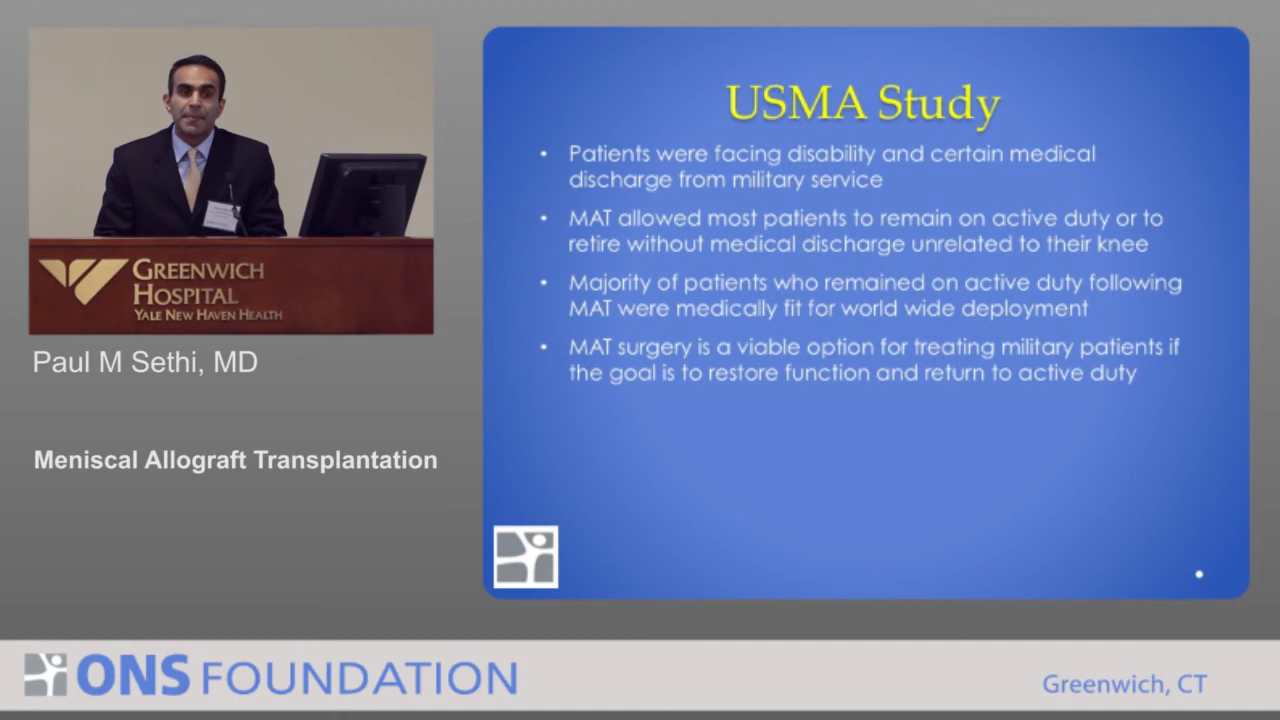 GREENWICH
HOSPITAL
YALE NEW HAVEN HEALTH
Paul M Sethi, MD
Meniscal Allograft Transplantation
USMA Study
• Patients were facing disability and certain medical
discharge from military service
• MAT allowed most patients to remain on active duty or to
retire without medical discharge unrelated to their knee
• Majority of patients who remained on active duty following
MAT were medically fit for world wide deployment
• MAT surgery is a viable option for treating military patients if
the goal is to restore function and return to active duty
ONS FOUNDATION
Greenwich, CT